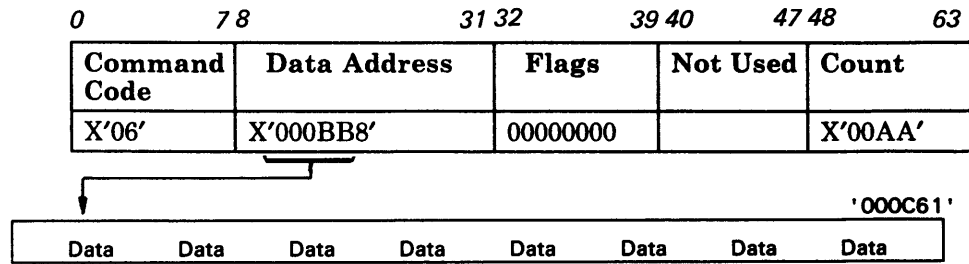 0 7 8 31 32 39 40 47 48 63
Command Code Data Address Flags Not Used Count
X'06' X'000BB8' 00000000 X'00AA'
'000C61'
Data Data Data Data Data Data Data Data